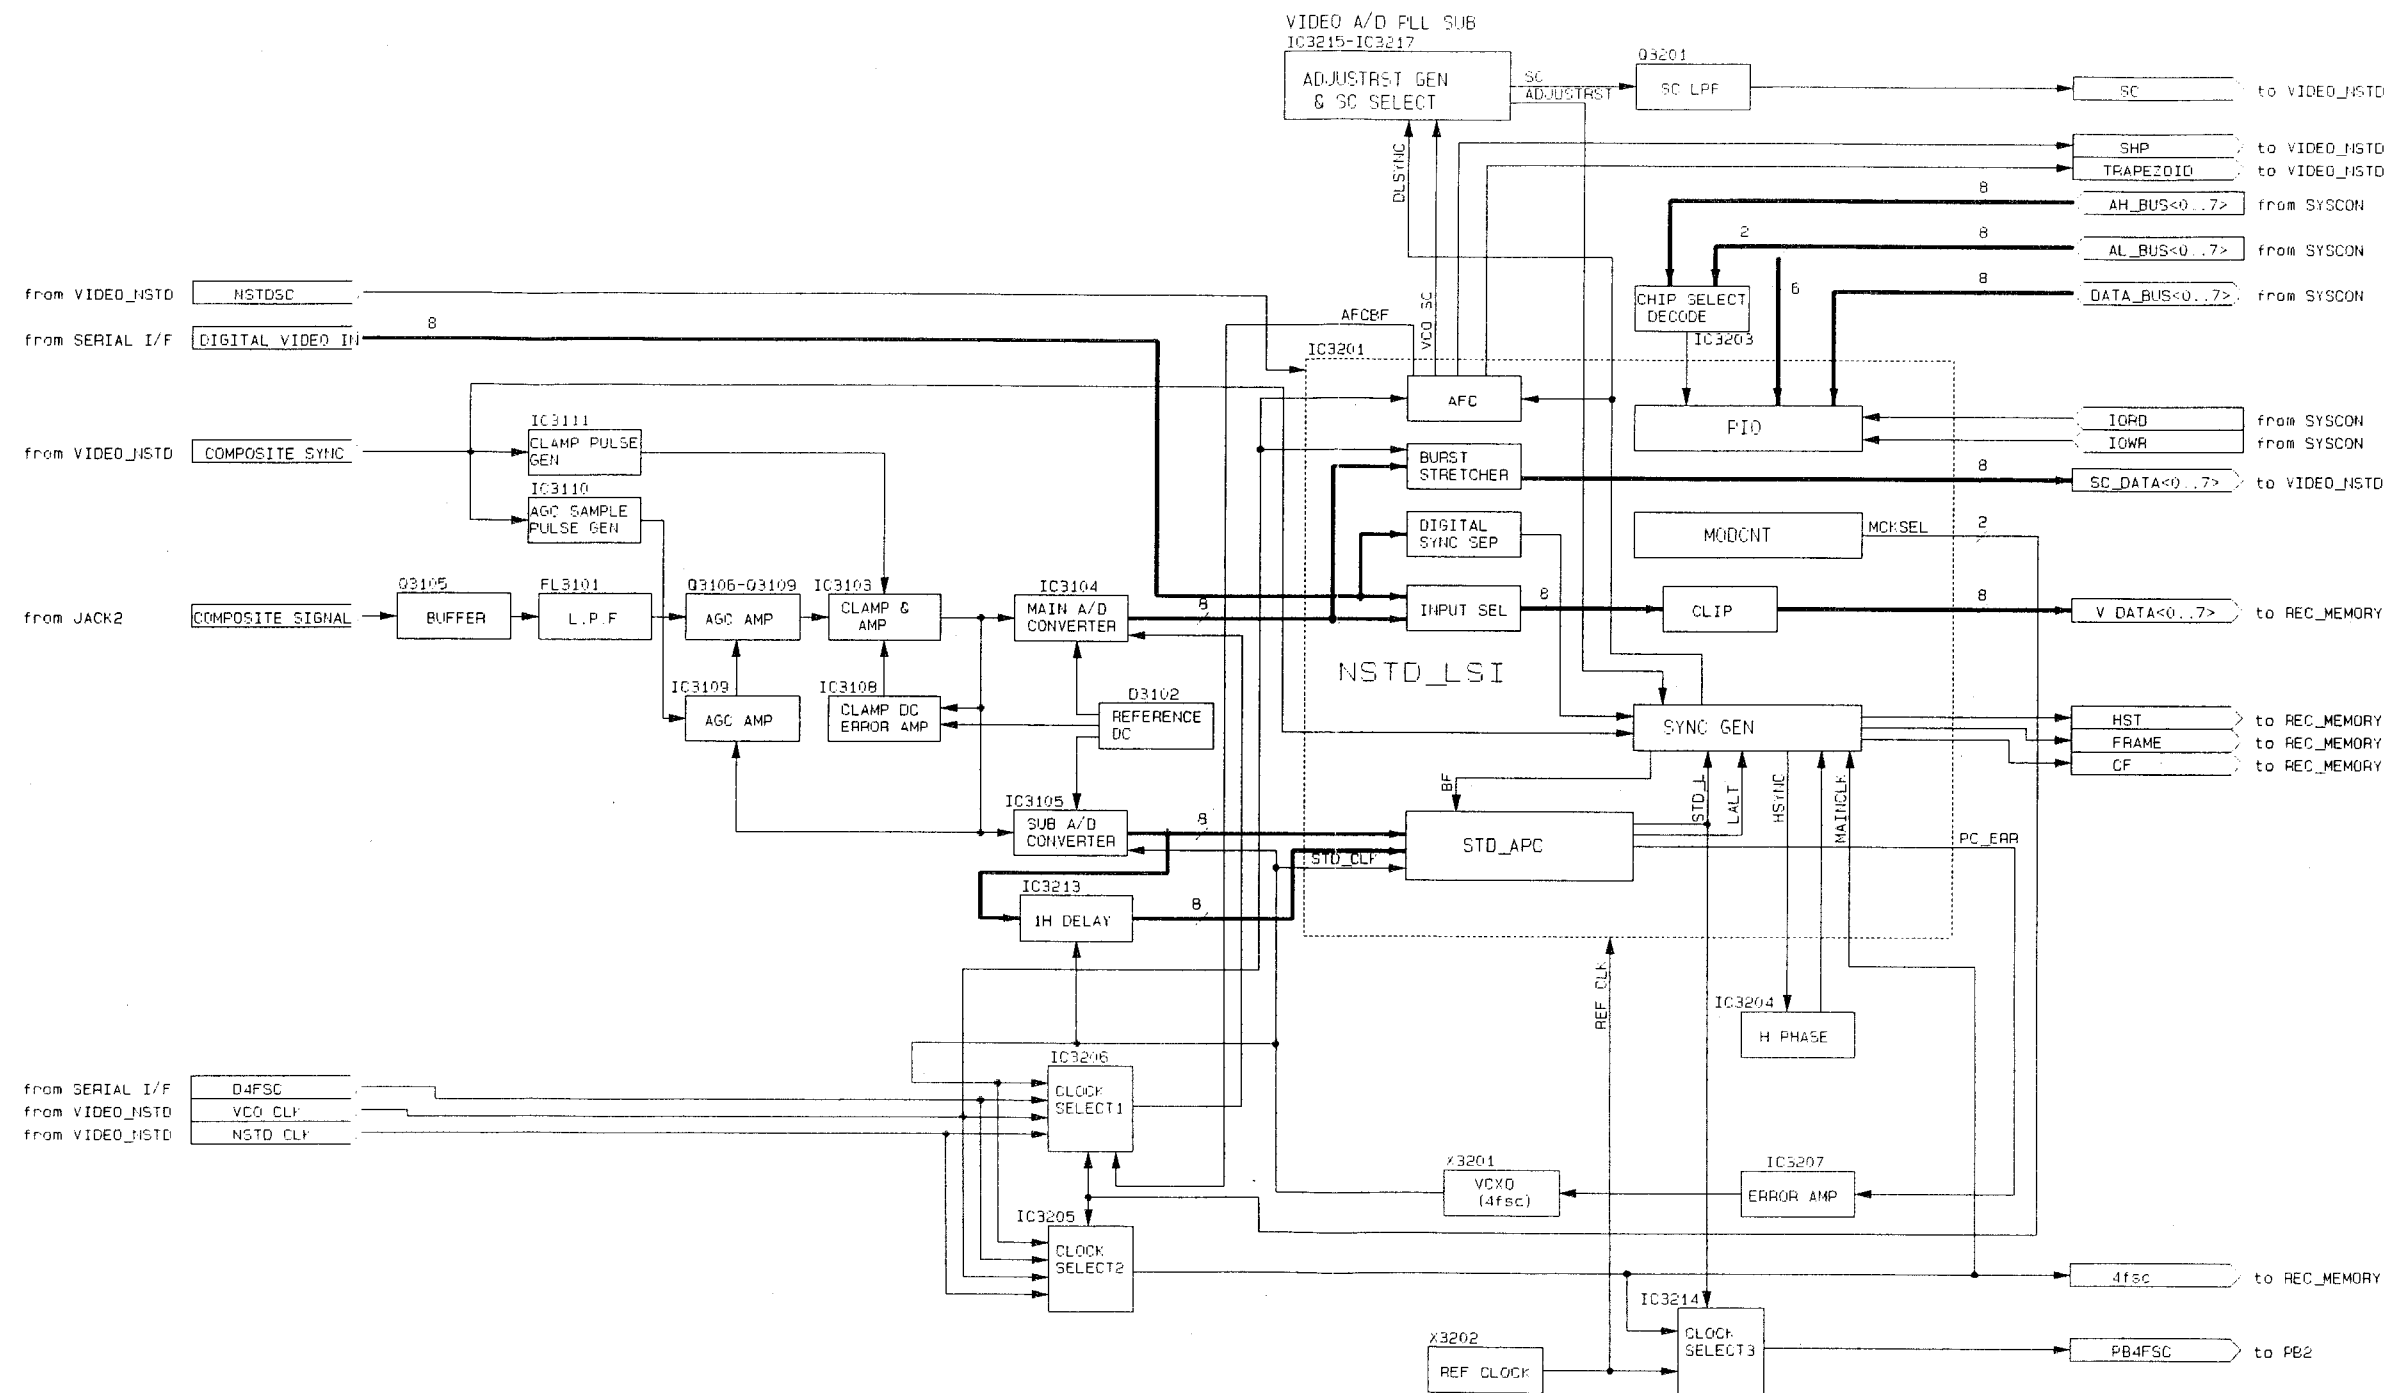 VIDEO A/D PLL SUB
IC3215-IC3217
ADJUSTRST GEN
& SC SELECT
SC
ADJUSTRST
Q3201
SC LPF
SC
to VIDEO_NSTD
SHP
to VIDEO_NSTD
TRAPEZOID
to VIDEO_NSTD
8
AH_BUS<0..7>
from SYSCON
2
8
AL_BUS<0..7>
from SYSCON
6
8
DATA_BUS<0..7>
from SYSCON
CHIP SELECT
DECODE
IC3203
DLSYNC
VCO SC
AFCBF
from VIDEO_NSTD
NSTDSC
from SERIAL I/F
DIGITAL VIDEO IN
8
IC3201
AFC
PIO
IORD
from SYSCON
IOWR
from SYSCON
from VIDEO_NSTD
COMPOSITE SYNC
IC3111
CLAMP PULSE
GEN
IC3110
AGC SAMPLE
PULSE GEN
BURST
STRETCHER
8
SC_DATA<0..7>
to VIDEO_NSTD
DIGITAL
SYNC SEP
MODCNT
MCKSEL
2
from JACK2
COMPOSITE SIGNAL
Q3105
BUFFER
FL3101
L.P.F
Q3106-Q3109
AGC AMP
IC3103
CLAMP &
AMP
IC3104
MAIN A/D
CONVERTER
8
INPUT SEL
8
CLIP
8
V DATA<0..7>
to REC_MEMORY
NSTD_LSI
IC3109
AGC AMP
IC3108
CLAMP DC
ERROR AMP
D3102
REFERENCE
DC
SYNC GEN
HST
to REC_MEMORY
FRAME
to REC_MEMORY
CF
to REC_MEMORY
BF
STD_L
LALT
HSYNC
MAINCLK
IC3105
SUB A/D
CONVERTER
8
STD_CLK
STD_APC
PC_ERR
IC3213
1H DELAY
8
REF CLK
IC3204
H PHASE
from SERIAL I/F
D4FSC
from VIDEO_NSTD
VCO CLK
from VIDEO_NSTD
NSTD CLK
IC3206
CLOCK
SELECT1
X3201
VCXO
(4fsc)
IC3207
ERROR AMP
IC3205
CLOCK
SELECT2
4fsc
to REC_MEMORY
IC3214
CLOCK
SELECT3
X3202
REF CLOCK
PB4FSC
to PB2